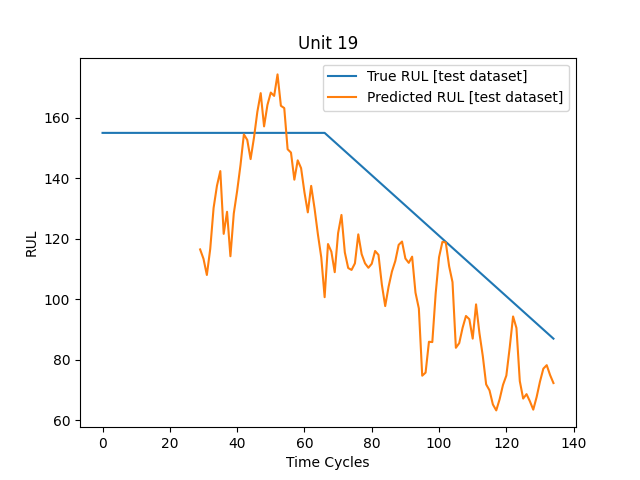 Unit 19
True RUL [test dataset]
Predicted RUL [test dataset]
160
140
120
100
80
60
RUL
0 20 40 60 80 100 120 140
Time Cycles